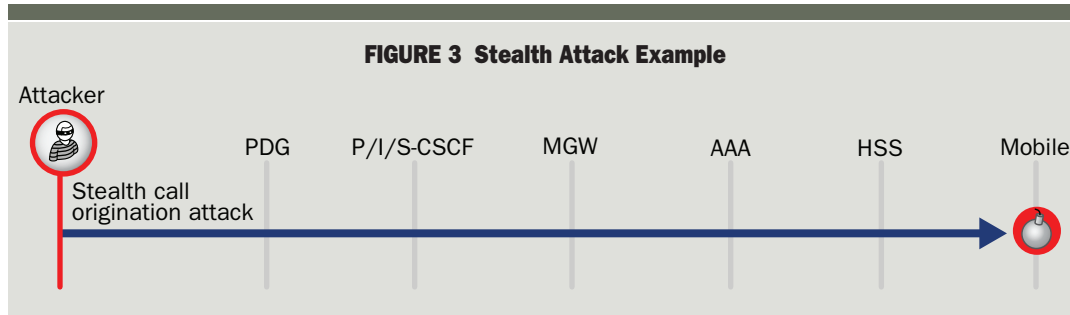 FIGURE 3 Stealth Attack Example
Attacker
PDG
P/I/S-CSCF
MGW
AAA
HSS
Mobile
Stealth call
origination attack